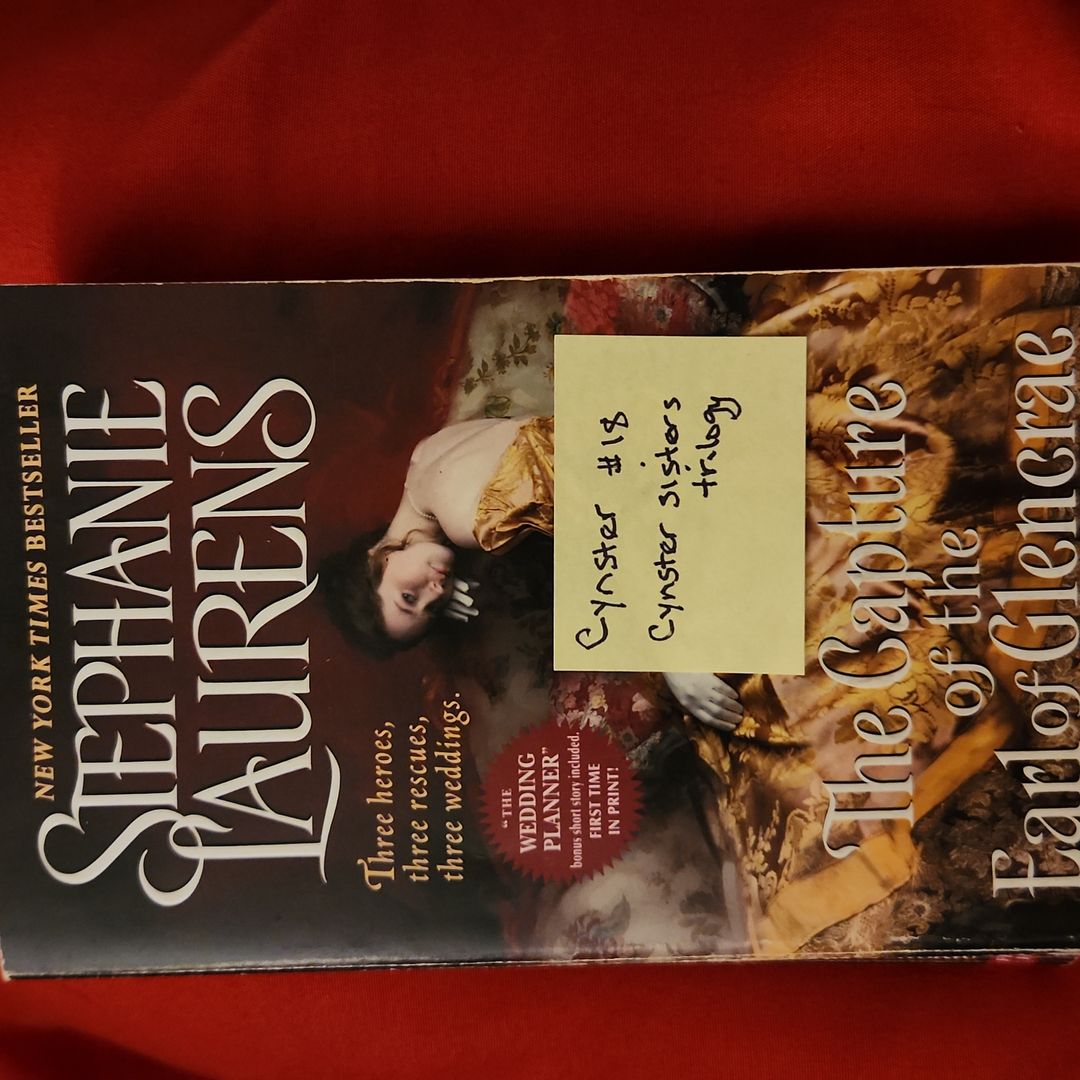 NEW YORK TIMES BESTSELLER
STEPHANIE
LAURENS
Three heroes,
three rescues,
three weddings.
"THE
WEDDING
PLANNER"
bonus short story included.
FIRST TIME
IN PRINT!
Cynster #18
Cynster sisters
trilogy
The Capture
of the
Earl of Glencrae